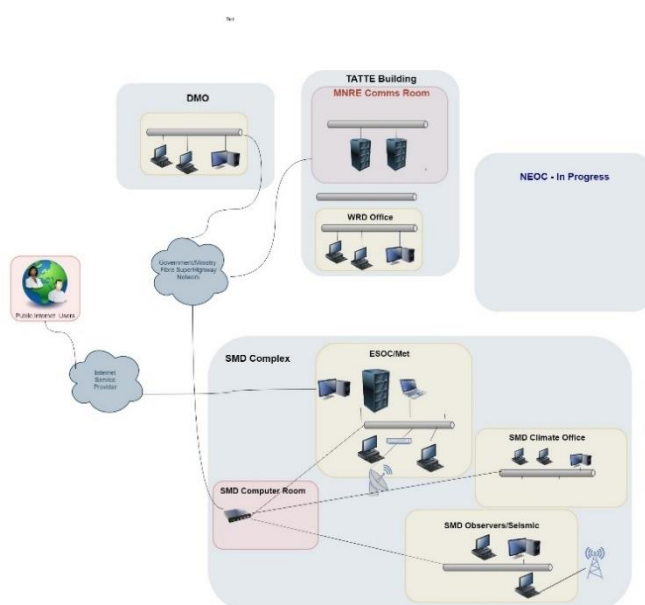 Text
TATTE Building
DMO
MNRE Comms Room
NEOC - In Progress
WRD Office
Government/Ministry
Fibre SuperHighway
Network
Public Internet Users
SMD Complex
ESOC/Met
Internet
Service
Provider
SMD Climate Office
SMD Computer Room
SMD Observers/Seismic